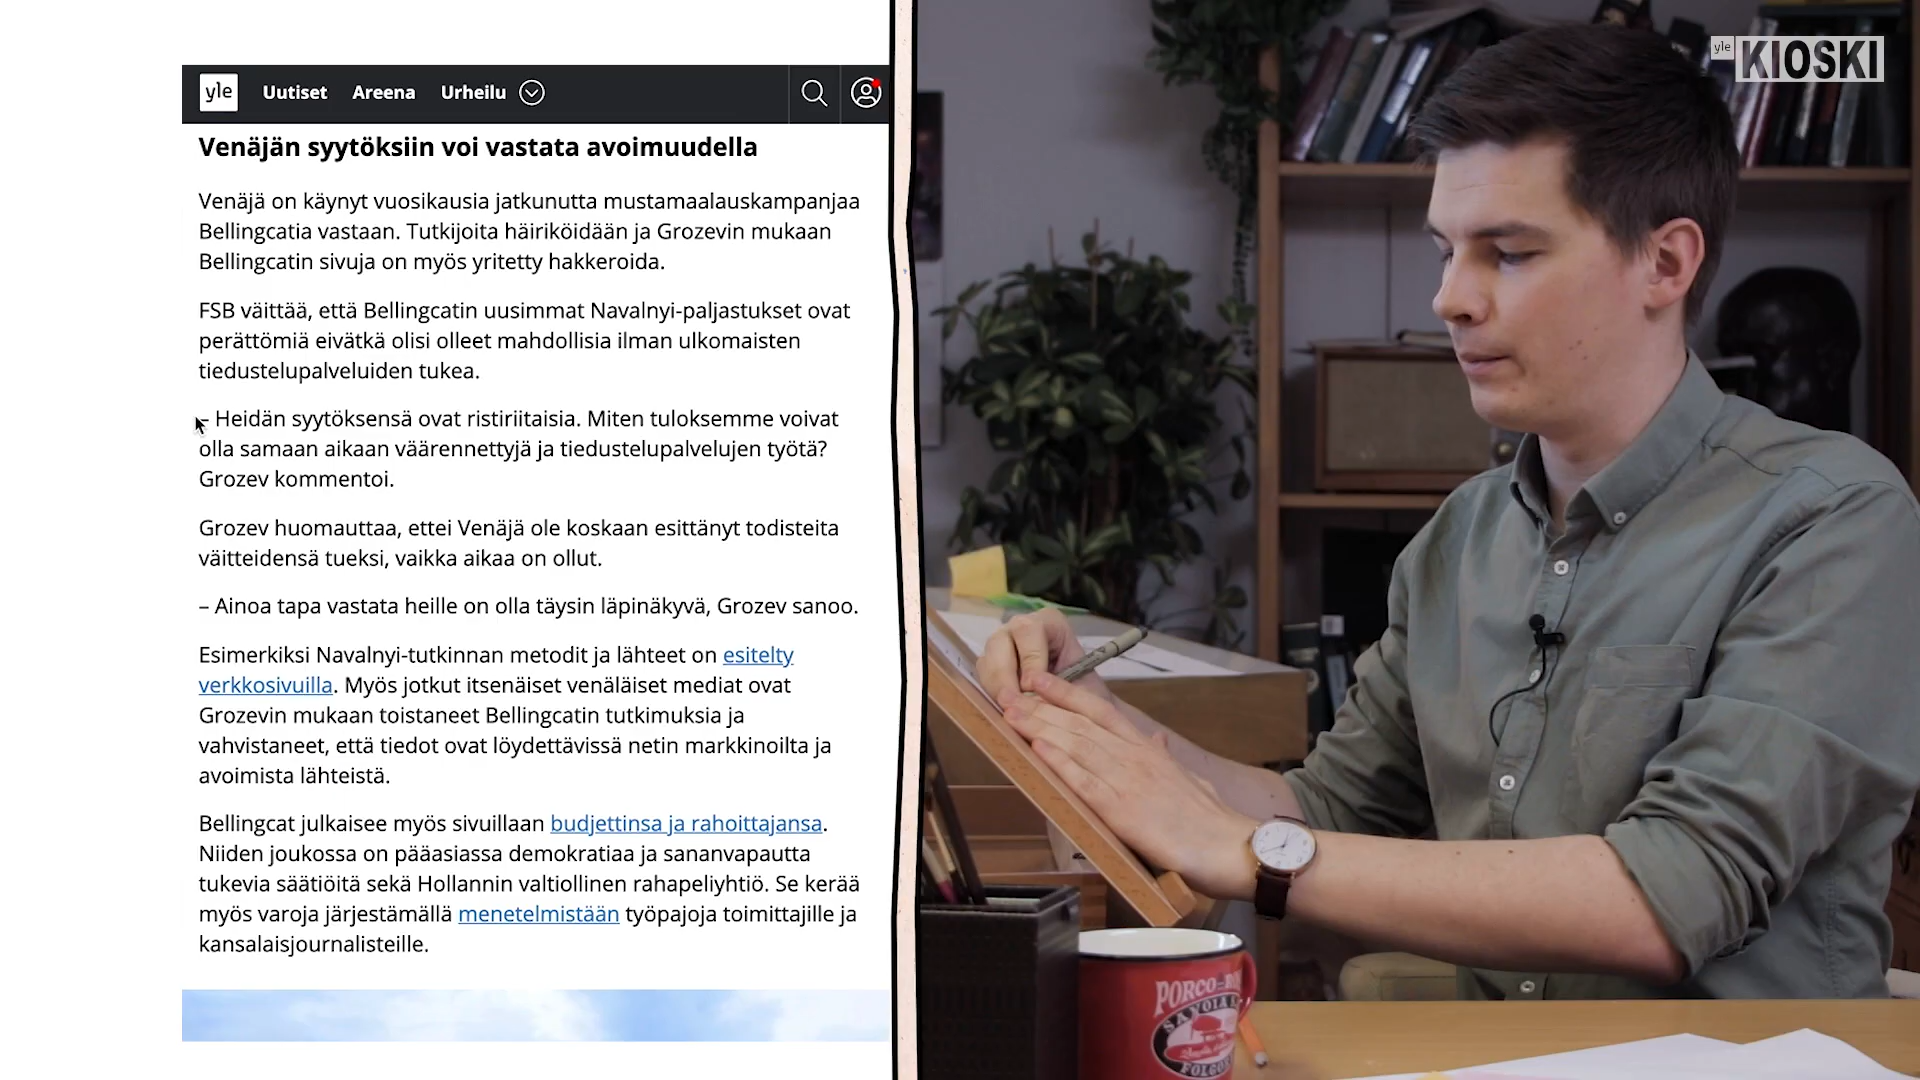 yle
Uutiset
Areena
Urheilu
Venäjän syytöksiin voi vastata avoimuudella
Venäjä on käynyt vuosikausia jatkunutta mustamaalauskampanjaa
Bellingcatia vastaan. Tutkijoita häiriköidään ja Grozevin mukaan
Bellingcatin sivuja on myös yritetty hakkeroida.
FSB väittää, että Bellingcatin uusimmat Navalnyi-paljastukset ovat
perättömiä eivätkä olisi olleet mahdollisia ilman ulkomaisten
tiedustelupalveluiden tukea.
– Heidän syytöksensä ovat ristiriitaisia. Miten tuloksemme voivat
olla samaan aikaan väärennettyjä ja tiedustelupalvelujen työtä?
Grozev kommentoi.
Grozev huomauttaa, ettei Venäjä ole koskaan esittänyt todisteita
väitteidensä tueksi, vaikka aikaa on ollut.
– Ainoa tapa vastata heille on olla täysin läpinäkyvä, Grozev sanoo.
Esimerkiksi Navalnyi-tutkinnan metodit ja lähteet on esitelty
verkkosivuilla. Myös jotkut itsenäiset venäläiset mediat ovat
Grozevin mukaan toistaneet Bellingcatin tutkimuksia ja
vahvistaneet, että tiedot ovat löydettävissä netin markkinoilta ja
avoimista lähteistä.
Bellingcat julkaisee myös sivuillaan budjettinsa ja rahoittajansa.
Niiden joukossa on pääasiassa demokratiaa ja sananvapautta
tukevia säätiöitä sekä Hollannin valtiollinen rahapeliyhtiö. Se kerää
myös varoja järjestämällä menetelmistään työpajoja toimittajille ja
kansalaisjournalisteille.
yle KIOSKI
PORCO-RO
SAVOIA
FOLGO